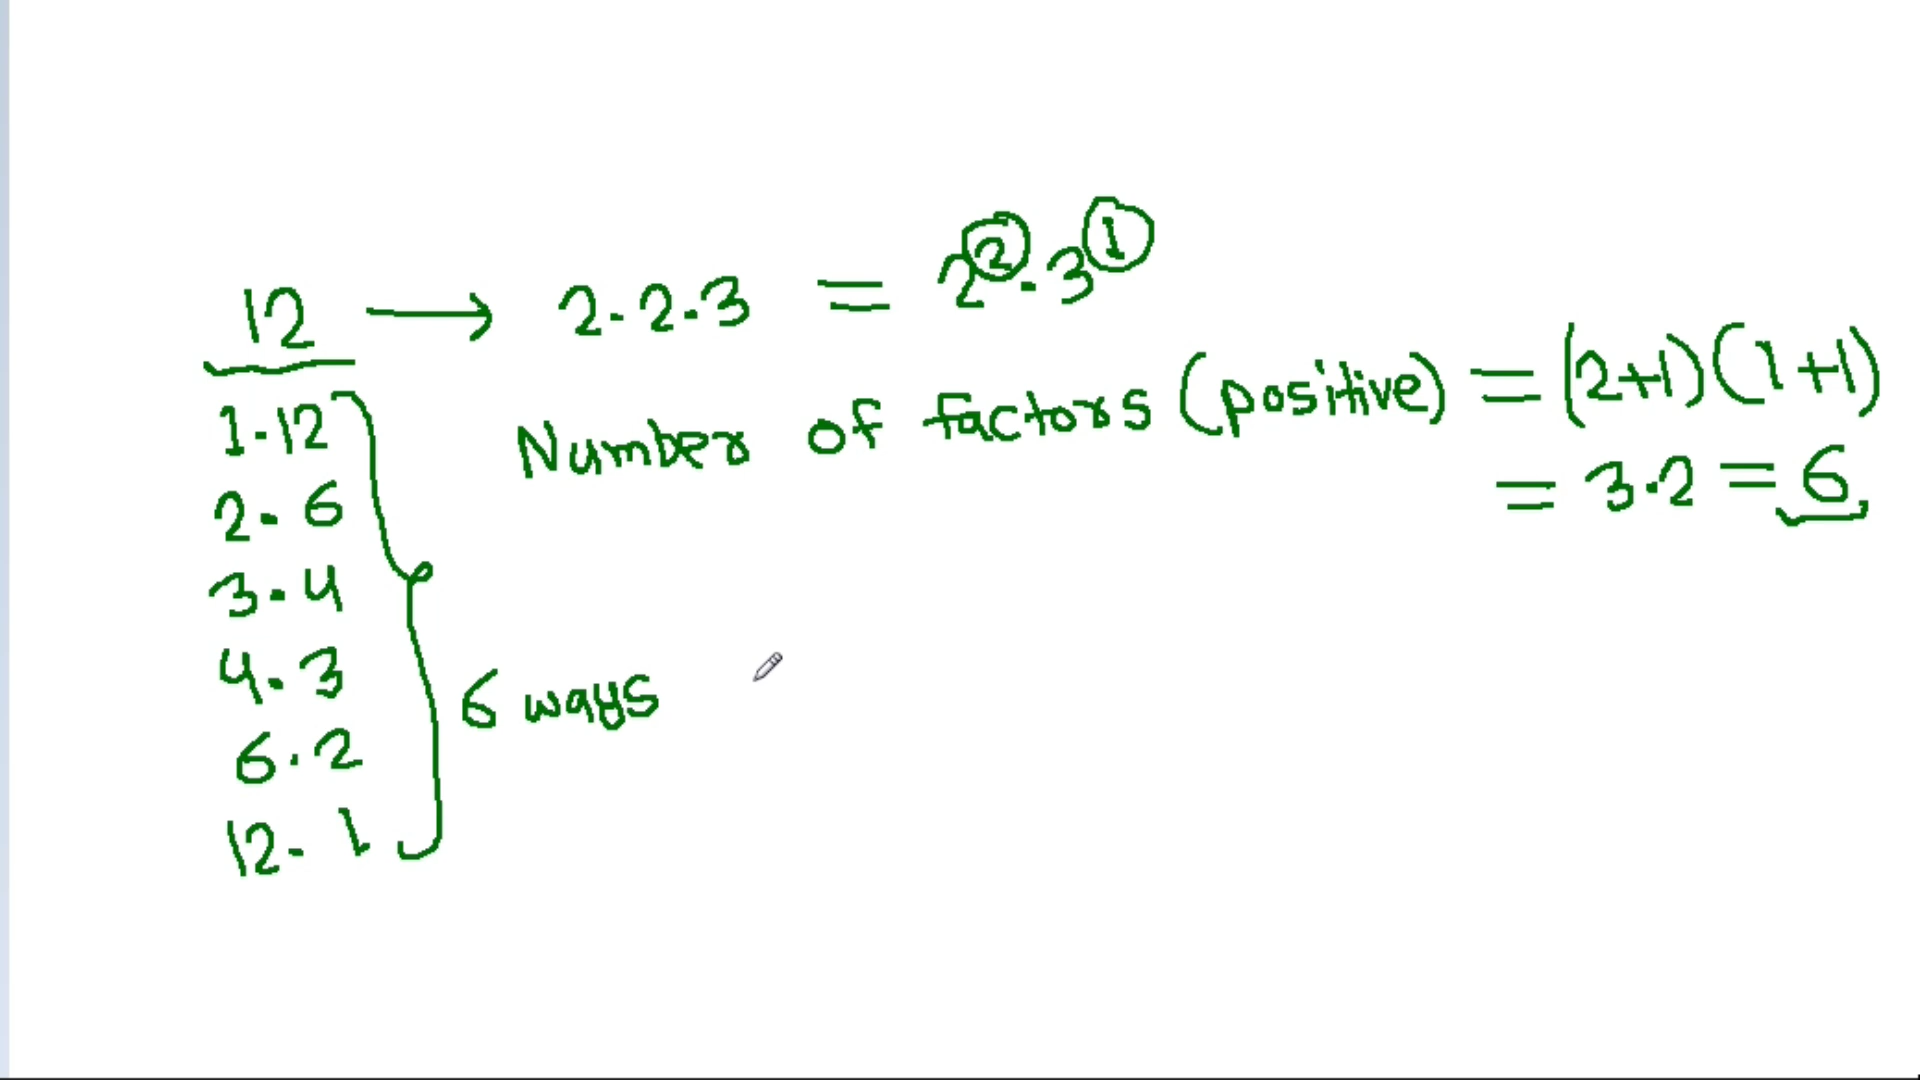 12 → 2·2·3 = 2²·3¹
Number of factors (positive) = (2+1)(1+1)
= 3·2 = 6
1·12
2·6
3·4
4·3
6·2
12·1
6 ways